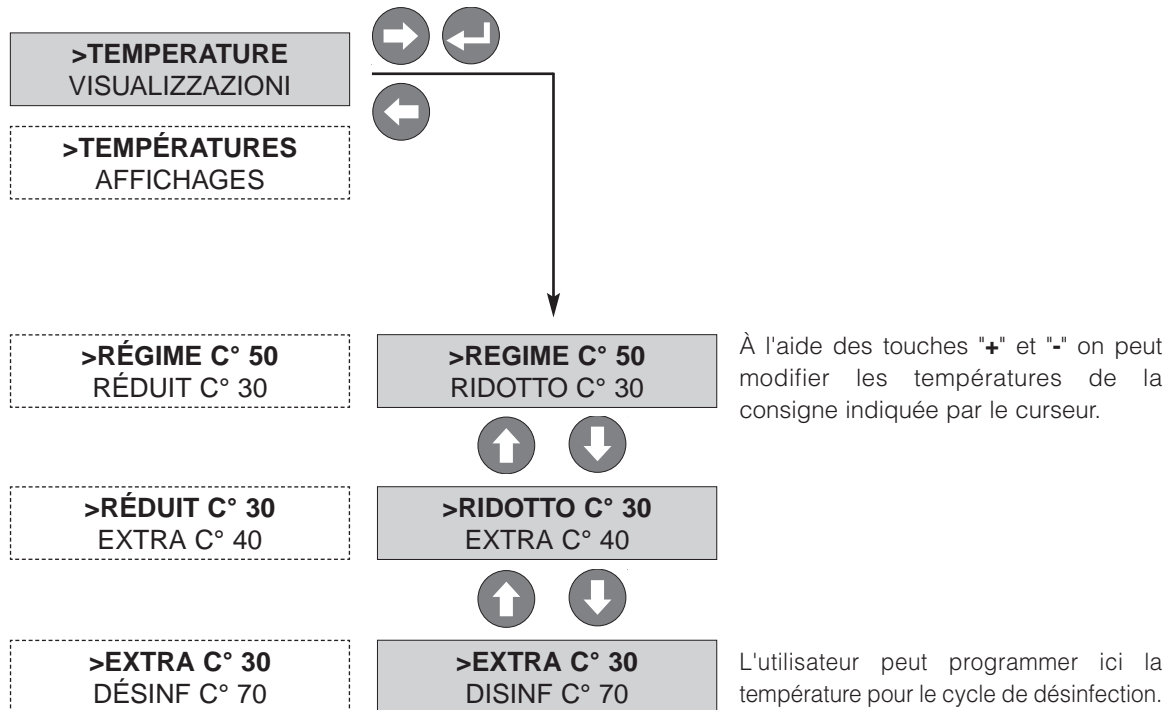 >TEMPERATURE
VISUALIZZAZIONI
>TEMPÉRATURES
AFFICHAGES
>RÉGIME C° 50
RÉDUIT C° 30
>REGIME C° 50
RIDOTTO C° 30
À l'aide des touches "+" et "-" on peut
modifier les températures de la
consigne indiquée par le curseur.
>RÉDUIT C° 30
EXTRA C° 40
>RIDOTTO C° 30
EXTRA C° 40
>EXTRA C° 30
DÉSINF C° 70
>EXTRA C° 30
DISINF C° 70
L'utilisateur peut programmer ici la
température pour le cycle de désinfection.